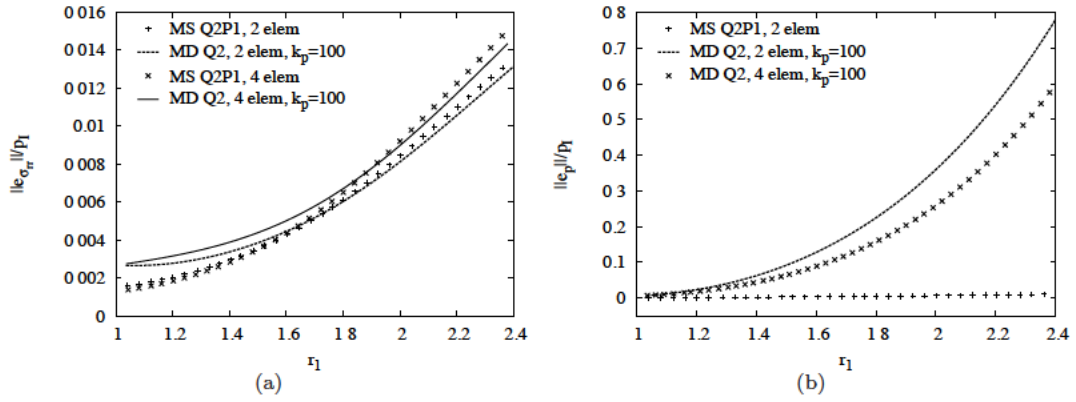 0 016
0 014
0 012
0 01
0 008
0 006
0 004
0 002
0
||e_σrr||/p_I
MS Q2P1, 2 elem
MD Q2, 2 elem, k_p=100
MS Q2P1, 4 elem
MD Q2, 4 elem, k_p=100
1 1.2 1.4 1.6 1.8 2 2.2 2.4
r_1
(a)
0.8
0.7
0.6
0.5
0.4
0.3
0.2
0.1
0
||e_p||/p_I
MS Q2P1, 2 elem
MD Q2, 2 elem, k_p=100
MD Q2, 4 elem, k_p=100
1 1.2 1.4 1.6 1.8 2 2.2 2.4
r_1
(b)